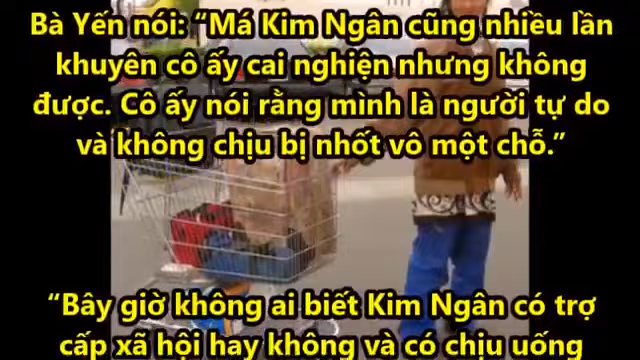 Bà Yến nói: “Má Kim Ngân cũng nhiều lần
khuyên cô ấy cai nghiện nhưng không
được. Cô ấy nói rằng mình là người tự do
và không chịu bị nhốt vô một chỗ.”
“Bây giờ không ai biết Kim Ngân có trợ
cấp xã hội hay không và có chịu uống